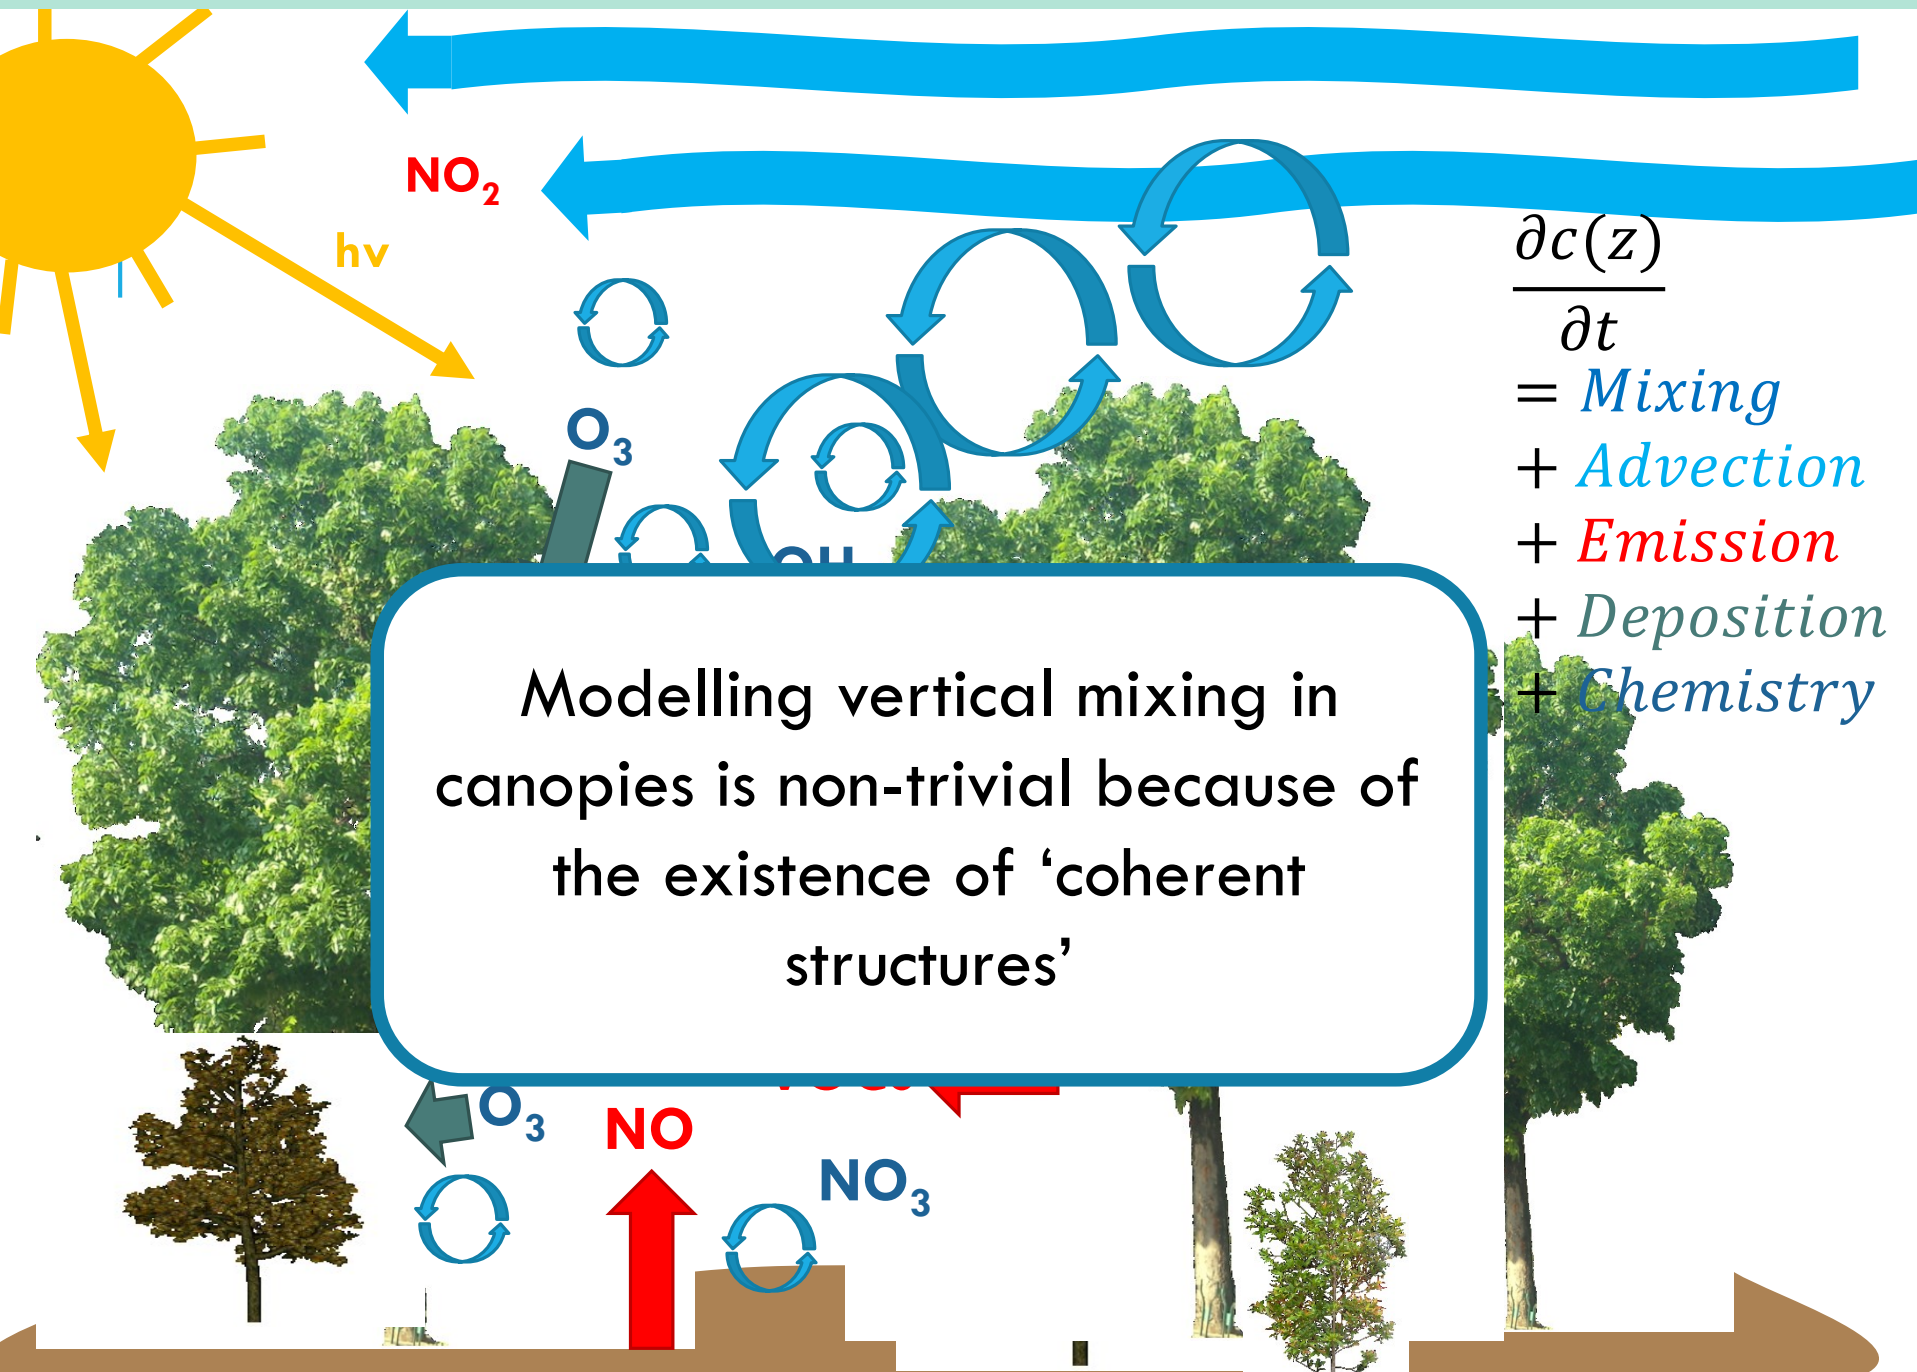 NO₂
hv
∂c(z)
∂t
= Mixing
+ Advection
+ Emission
+ Deposition
+ Chemistry
O₃
OH
Modelling vertical mixing in
canopies is non-trivial because of
the existence of ‘coherent
structures’
O₃
NO
NO₃